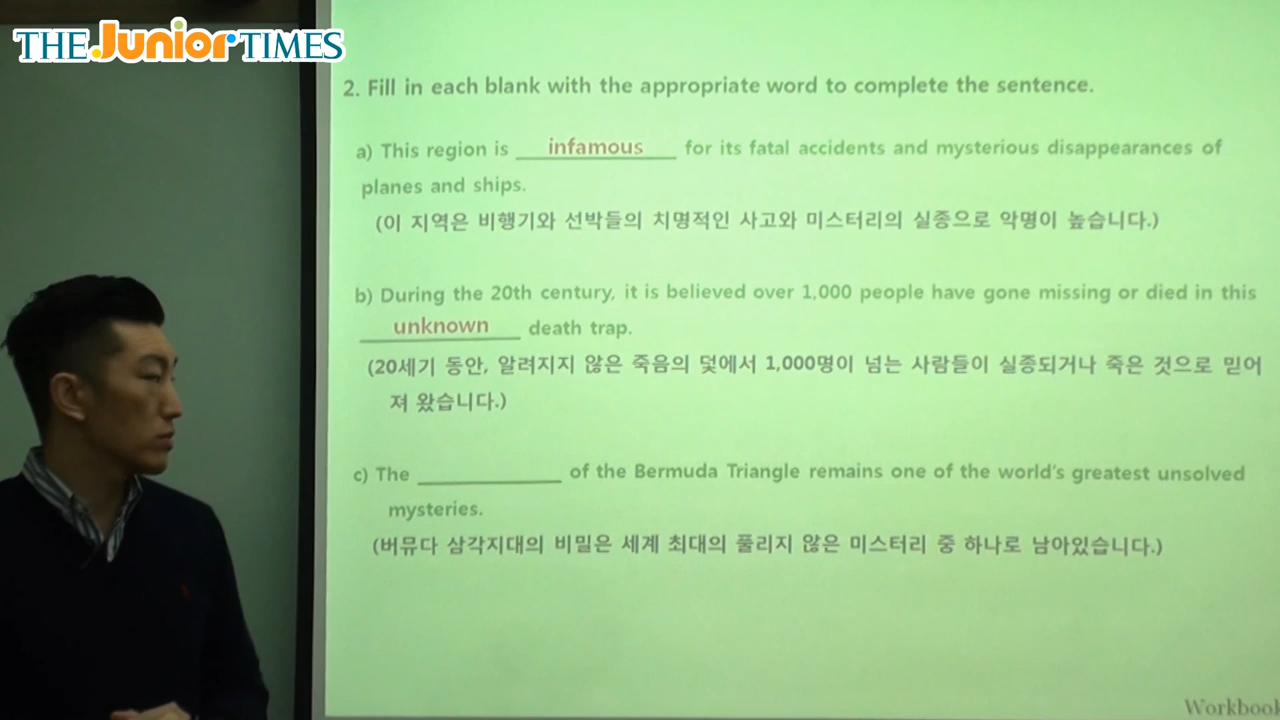 THE Junior TIMES
2. Fill in each blank with the appropriate word to complete the sentence.
a) This region is infamous for its fatal accidents and mysterious disappearances of
planes and ships.
(이 지역은 비행기와 선박들의 치명적인 사고와 미스터리의 실종으로 악명이 높습니다.)
b) During the 20th century, it is believed over 1,000 people have gone missing or died in this
unknown death trap.
(20세기 동안, 알려지지 않은 죽음의 덫에서 1,000명이 넘는 사람들이 실종되거나 죽은 것으로 믿어
져 왔습니다.)
c) The ____________ of the Bermuda Triangle remains one of the world's greatest unsolved
mysteries.
(버뮤다 삼각지대의 비밀은 세계 최대의 풀리지 않은 미스터리 중 하나로 남아있습니다.)
Workbook